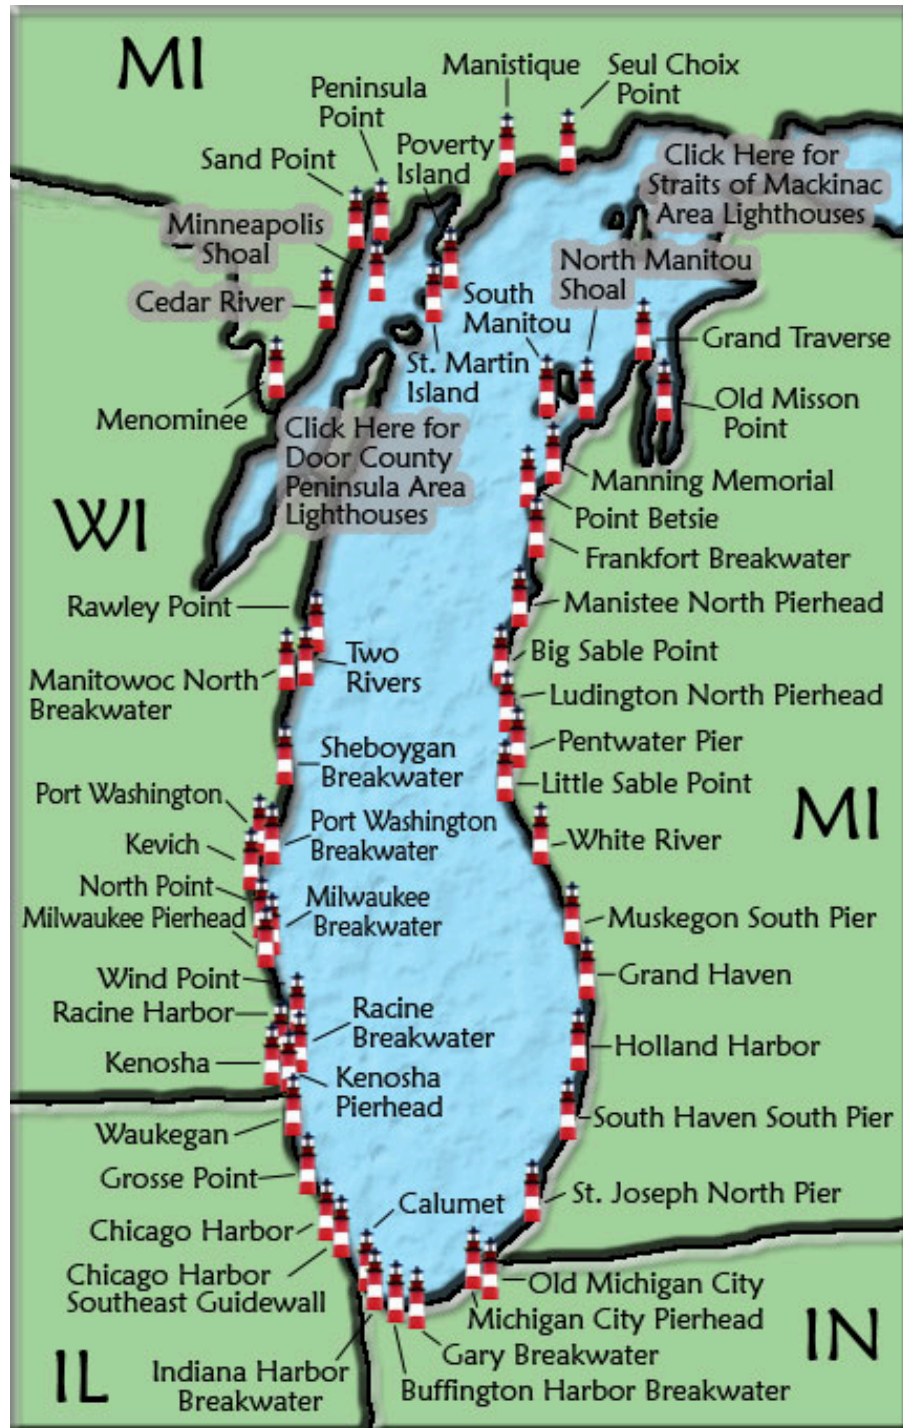 MI
Manistique
Seul Choix
Point
Peninsula
Point
Sand Point
Poverty
Island
Click Here for
Straits of Mackinac
Area Lighthouses
Minneapolis
Shoal
North Manitou
Shoal
Cedar River
South
Manitou
Grand Traverse
St. Martin
Island
Menominee
Old Misson
Point
Click Here for
Door County
Peninsula Area
Lighthouses
Manning Memorial
WI
Point Betsie
Frankfort Breakwater
Rawley Point
Manistee North Pierhead
Two
Rivers
Big Sable Point
Manitowoc North
Breakwater
Ludington North Pierhead
Sheboygan
Breakwater
Pentwater Pier
Little Sable Point
Port Washington
MI
Port Washington
Breakwater
Kevich
White River
North Point
Milwaukee Pierhead
Milwaukee
Breakwater
Muskegon South Pier
Wind Point
Grand Haven
Racine Harbor
Racine
Breakwater
Holland Harbor
Kenosha
Kenosha
Pierhead
South Haven South Pier
Waukegan
Grosse Point
St. Joseph North Pier
Calumet
Chicago Harbor
Chicago Harbor
Southeast Guidewall
Old Michigan City
Michigan City Pierhead
IN
Gary Breakwater
Indiana Harbor
Breakwater
Buffington Harbor Breakwater
IL